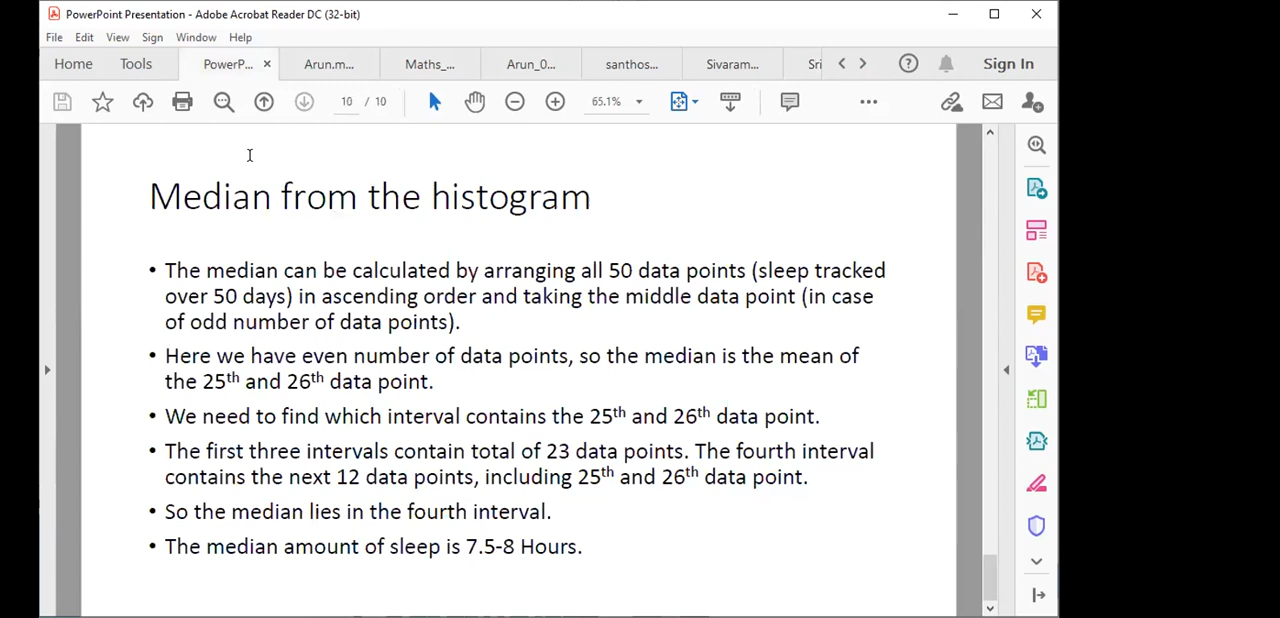 PowerPoint Presentation - Adobe Acrobat Reader DC (32-bit)
File Edit View Sign Window Help
Home Tools PowerP... Arun.m... Maths_... Arun_0... santhos... Sivaram... Sri Sign In
10 / 10 65.1%
Median from the histogram
• The median can be calculated by arranging all 50 data points (sleep tracked
over 50 days) in ascending order and taking the middle data point (in case
of odd number of data points).
• Here we have even number of data points, so the median is the mean of
the 25th and 26th data point.
• We need to find which interval contains the 25th and 26th data point.
• The first three intervals contain total of 23 data points. The fourth interval
contains the next 12 data points, including 25th and 26th data point.
• So the median lies in the fourth interval.
• The median amount of sleep is 7.5-8 Hours.